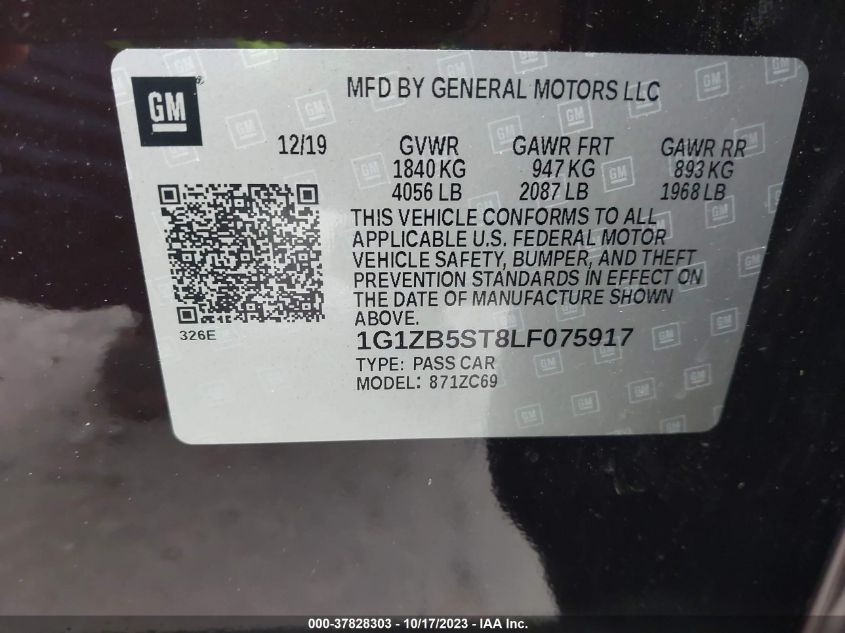 GM
MFD BY GENERAL MOTORS LLC
12/19 GVWR GAWR FRT GAWR RR
1840 KG 947 KG 893 KG
4056 LB 2087 LB 1968 LB
THIS VEHICLE CONFORMS TO ALL
APPLICABLE U.S. FEDERAL MOTOR
VEHICLE SAFETY, BUMPER, AND THEFT
PREVENTION STANDARDS IN EFFECT ON
THE DATE OF MANUFACTURE SHOWN
ABOVE.
326E
1G1ZB5ST8LF075917
TYPE: PASS CAR
MODEL: 871ZC69
000-37828303 - 10/17/2023 - IAA Inc.